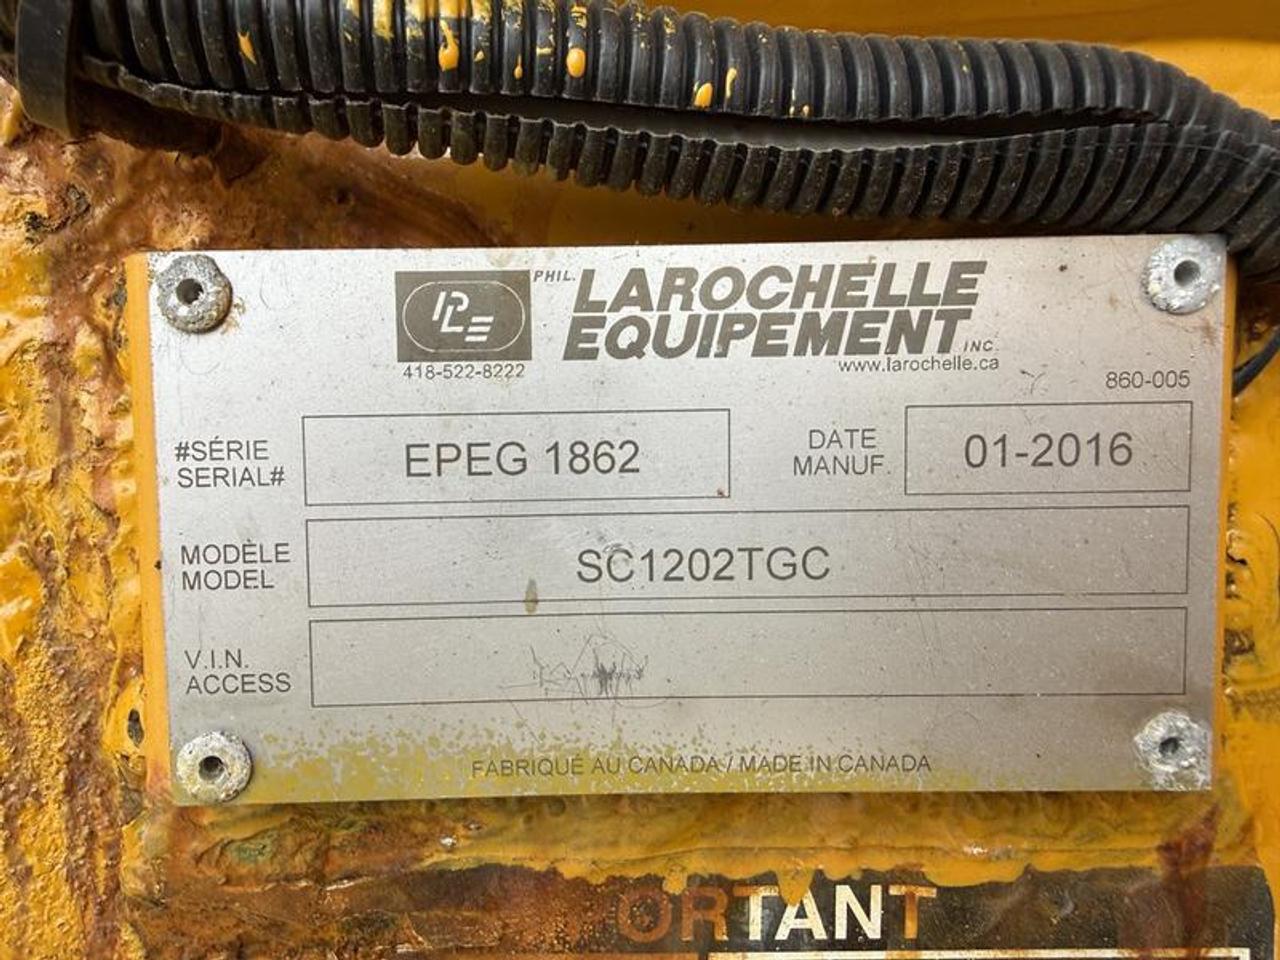 PLE
PHIL. LAROCHELLE
EQUIPEMENT INC.
418-522-8222
www.larochelle.ca
860-005
#SÉRIE
SERIAL#
EPEG 1862
DATE
MANUF.
01-2016
MODÈLE
MODEL
SC1202TGC
V.I.N.
ACCESS
FABRIQUÉ AU CANADA / MADE IN CANADA
ORTANT